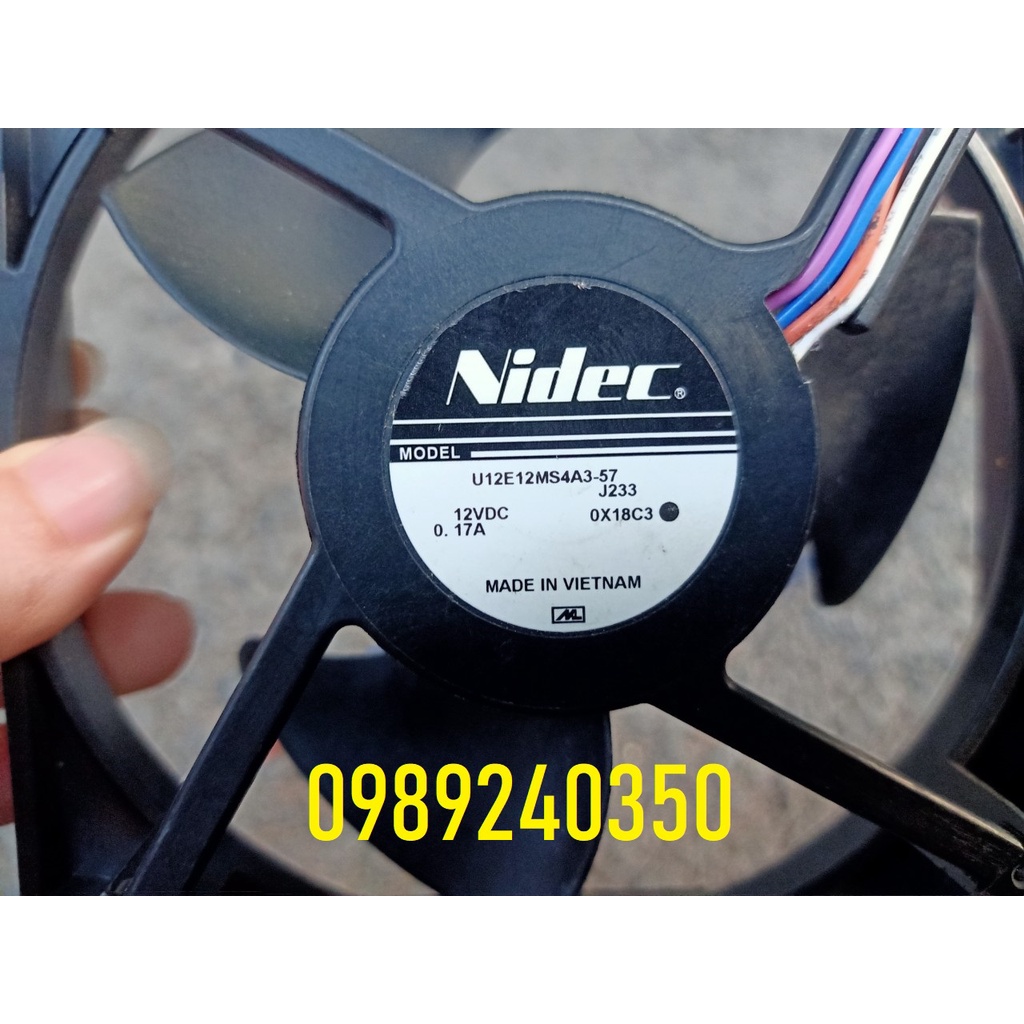 Nidec®
MODEL
U12E12MS4A3-57
J233
12VDC 0X18C3
0.17A
MADE IN VIETNAM
0989240350